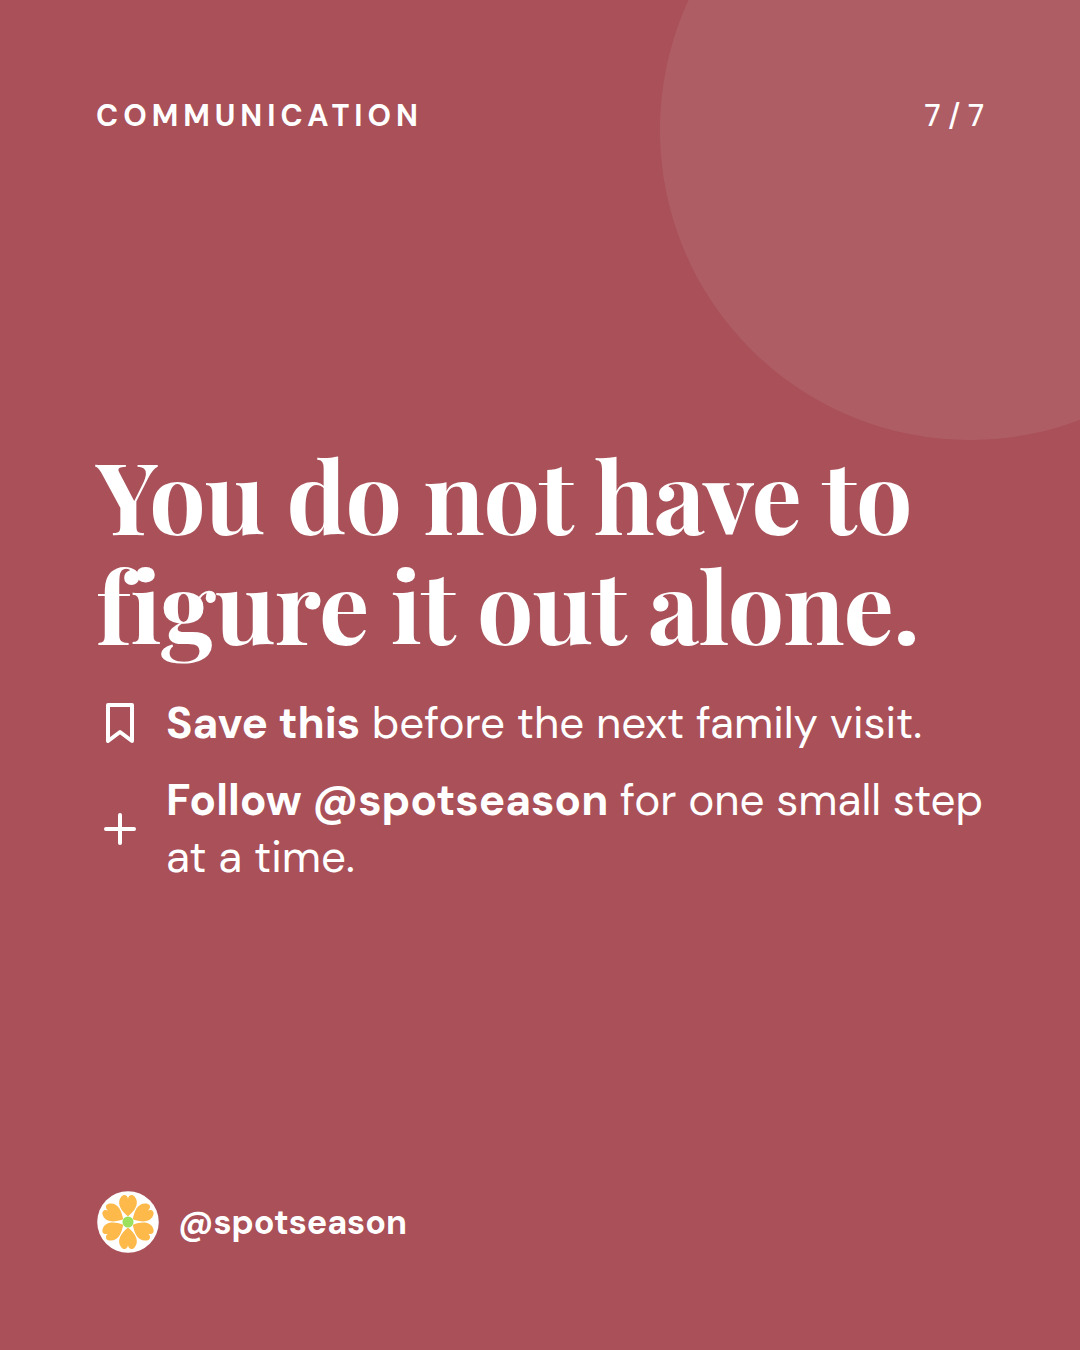 COMMUNICATION
7/7
You do not have to
figure it out alone.
Save this before the next family visit.
Follow @spotseason for one small step
at a time.
@spotseason